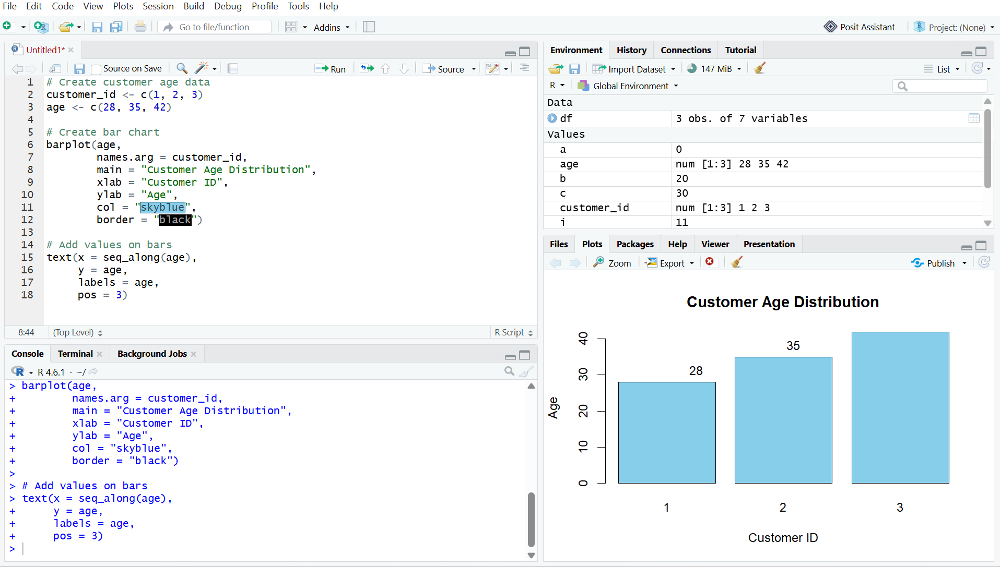 File Edit Code View Plots Session Build Debug Profile Tools Help
Go to file/function Addins Posit Assistant Project: (None)
Untitled1*
Source on Save Run Source
1 # Create customer age data
2 customer_id <- c(1, 2, 3)
3 age <- c(28, 35, 42)
4
5 # Create bar chart
6 barplot(age,
7 names.arg = customer_id,
8 main = "Customer Age Distribution",
9 xlab = "Customer ID",
10 ylab = "Age",
11 col = "skyblue",
12 border = "black")
13
14 # Add values on bars
15 text(x = seq_along(age),
16 y = age,
17 labels = age,
18 pos = 3)
8:44 (Top Level) R Script
Console Terminal Background Jobs
R R 4.6.1 · ~/
> barplot(age,
+ names.arg = customer_id,
+ main = "Customer Age Distribution",
+ xlab = "Customer ID",
+ ylab = "Age",
+ col = "skyblue",
+ border = "black")
>
> # Add values on bars
> text(x = seq_along(age),
+ y = age,
+ labels = age,
+ pos = 3)
>
Environment History Connections Tutorial
Import Dataset 147 MiB List
R Global Environment
Data
df 3 obs. of 7 variables
Values
a 0
age num [1:3] 28 35 42
b 20
c 30
customer_id num [1:3] 1 2 3
i 11
Files Plots Packages Help Viewer Presentation
Zoom Export Publish
Customer Age Distribution
Age
40
30
20
10
0
28
35
1 2 3
Customer ID